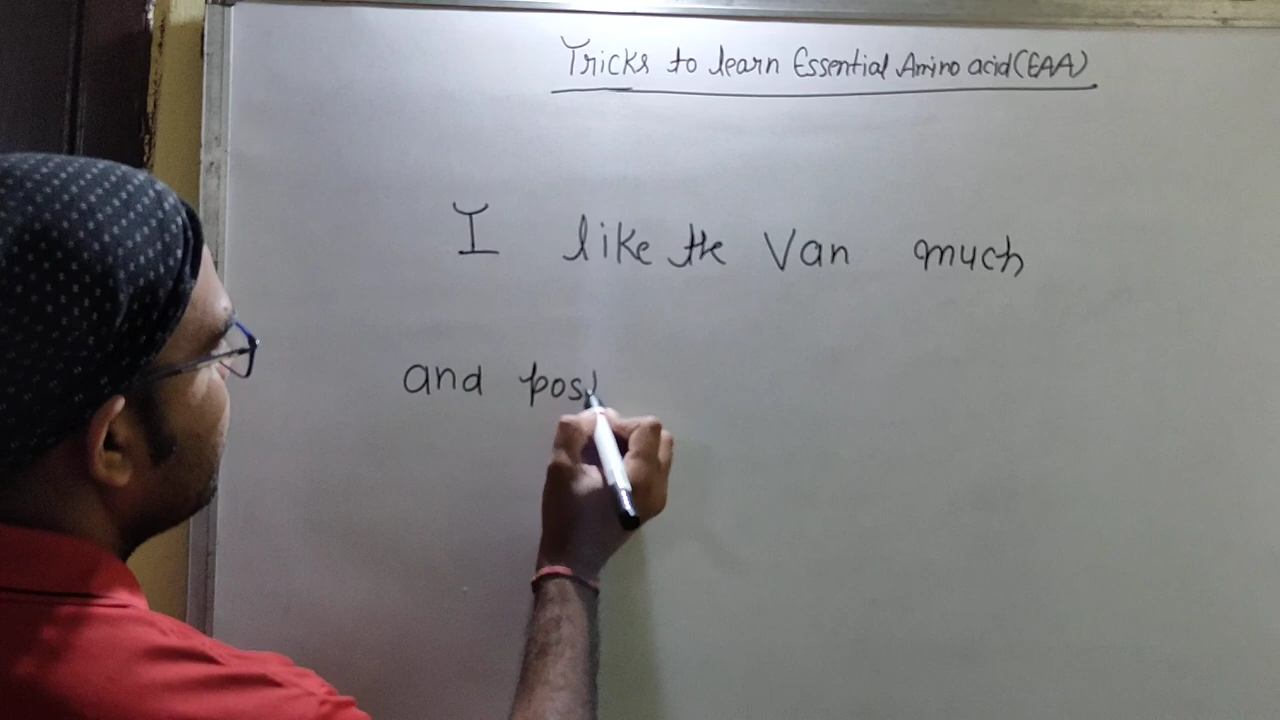 Tricks to learn Essential Amino acid (EAA)
I like the Van much
and pos